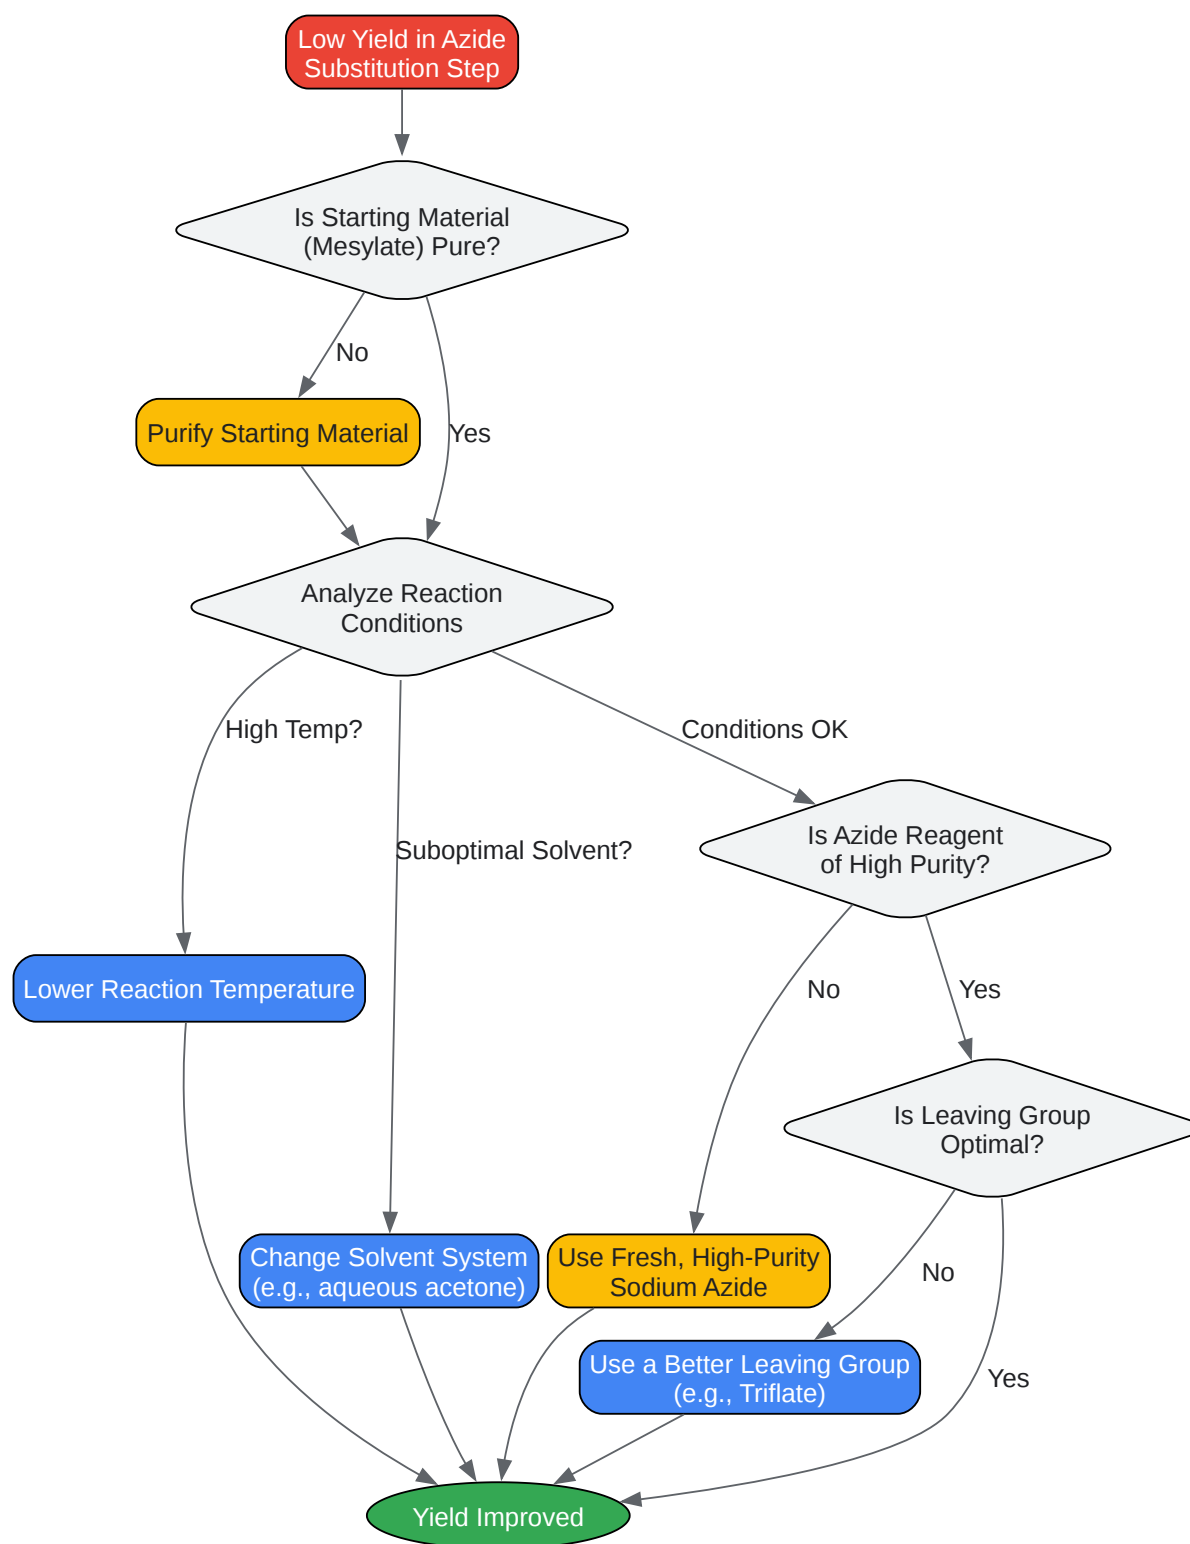 Low Yield in Azide
Substitution Step
Is Starting Material
(Mesylate) Pure?
No
Purify Starting Material
Yes
Analyze Reaction
Conditions
High Temp?
Conditions OK
Suboptimal Solvent?
Is Azide Reagent
of High Purity?
Lower Reaction Temperature
No
Yes
Is Leaving Group
Optimal?
Change Solvent System
(e.g., aqueous acetone)
Use Fresh, High-Purity
Sodium Azide
No
Use a Better Leaving Group
(e.g., Triflate)
Yes
Yield Improved